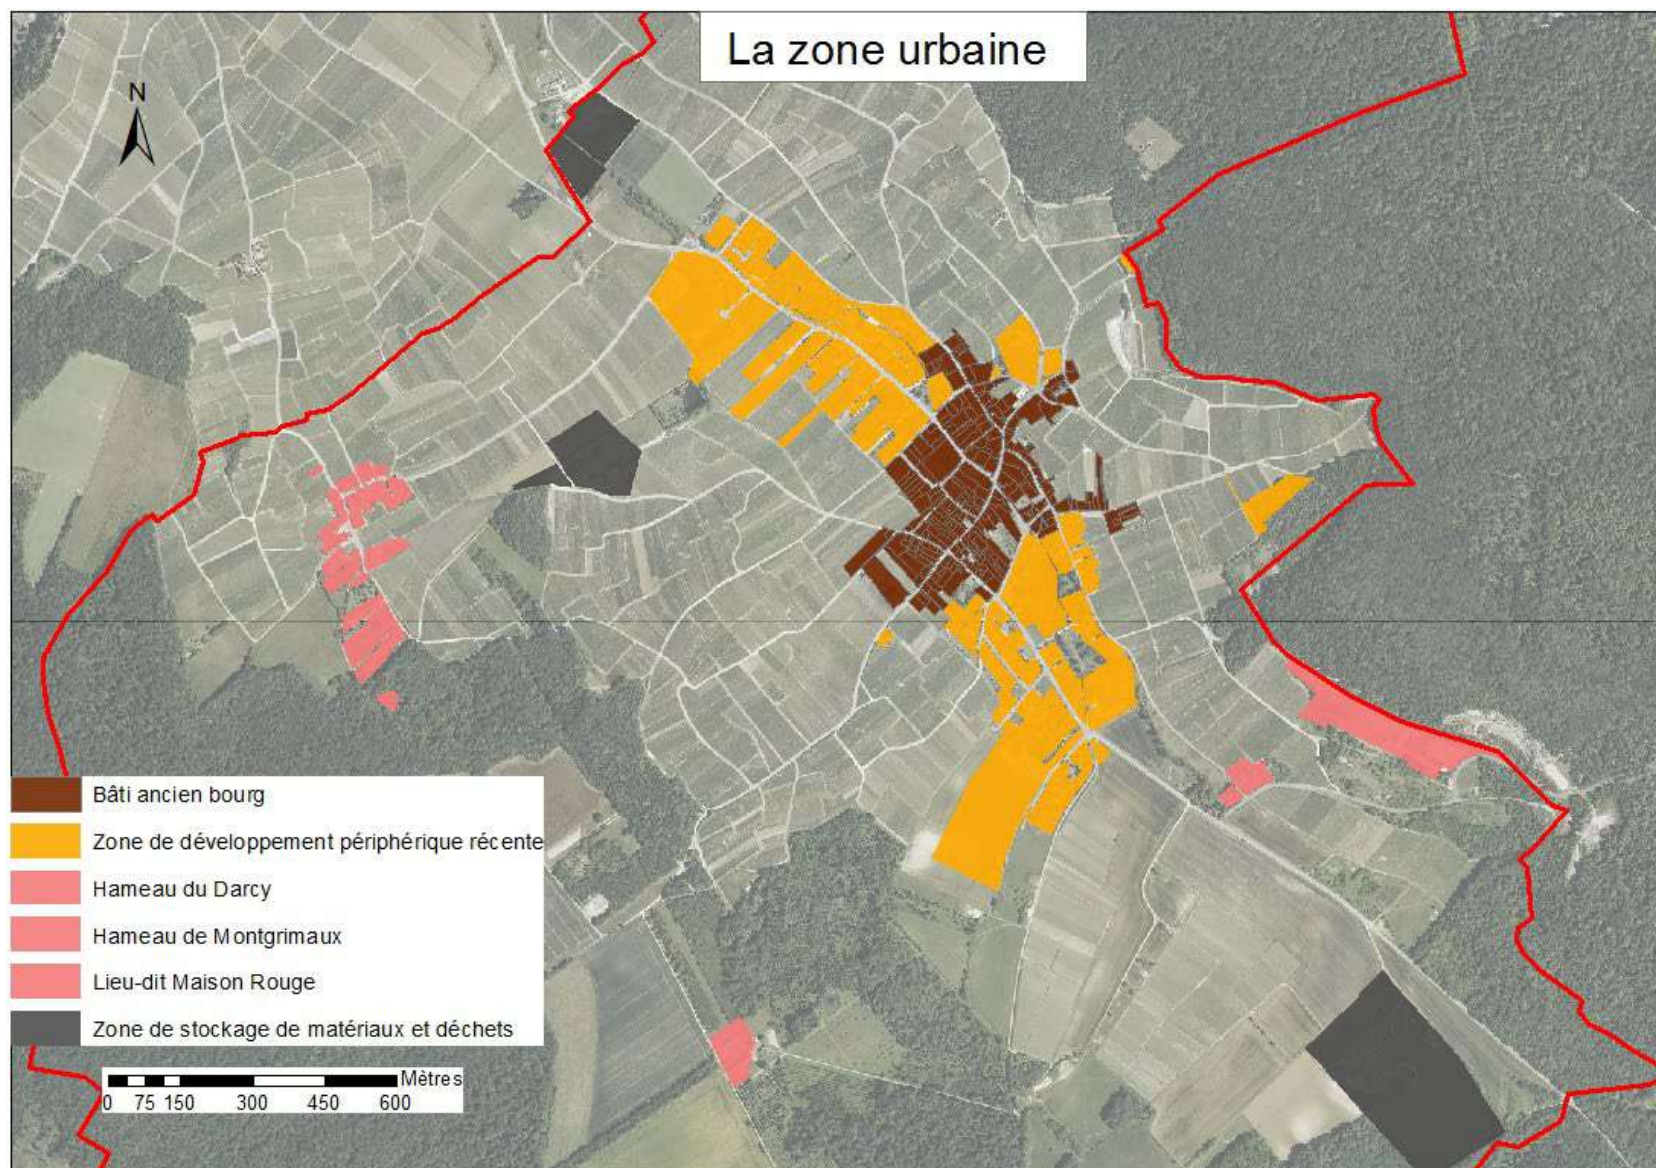 La zone urbaine
N
Bâti ancien bourg
Zone de développement périphérique récente
Hameau du Darcy
Hameau de Montgrimaux
Lieu-dit Maison Rouge
Zone de stockage de matériaux et déchets
Mètres
0 75 150 300 450 600